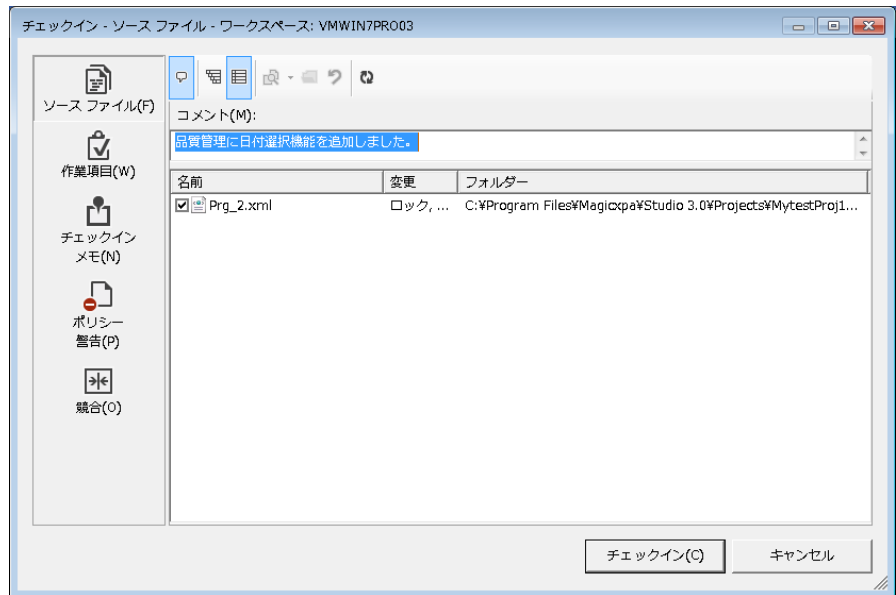 チェックイン - ソース ファイル - ワークスペース: VMWIN7PRO03
ソース ファイル(F)
作業項目(W)
チェックイン
メモ(N)
ポリシー
警告(P)
競合(O)
コメント(M):
品質管理に日付選択機能を追加しました。
名前 変更 フォルダー
Prg_2.xml ロック, ... C:¥Program Files¥Magicxpa¥Studio 3.0¥Projects¥MytestProj1...
チェックイン(C) キャンセル